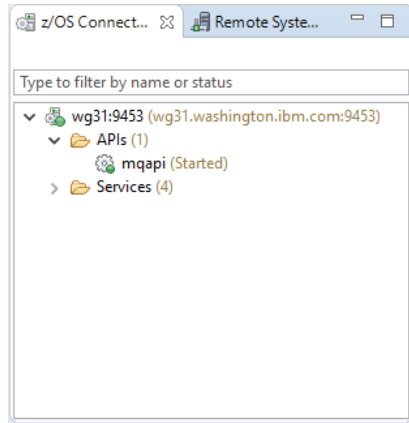 z/OS Connect... Remote Syste...
Type to filter by name or status
wg31:9453 (wg31.washington.ibm.com:9453)
APIs (1)
mqapi (Started)
Services (4)